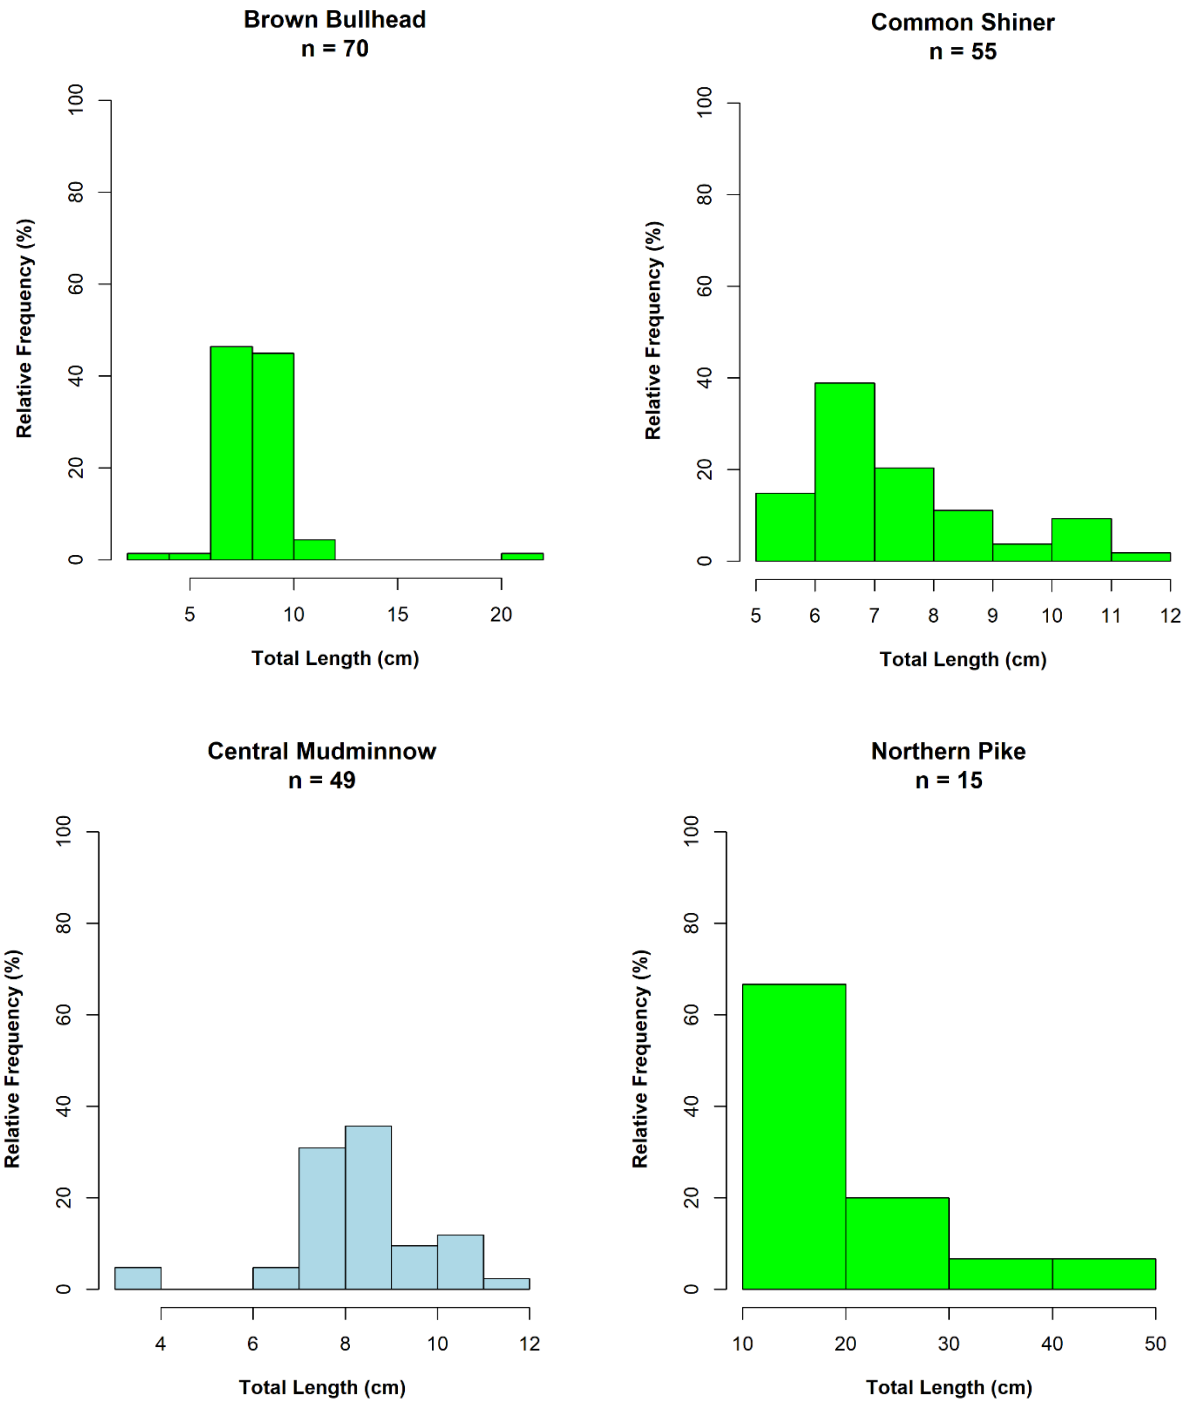 Brown Bullhead
n = 70
Relative Frequency (%)
100
80
60
40
20
0
5 10 15 20
Total Length (cm)
Common Shiner
n = 55
Relative Frequency (%)
100
80
60
40
20
0
5 6 7 8 9 10 11 12
Total Length (cm)
Central Mudminnow
n = 49
Relative Frequency (%)
100
80
60
40
20
0
4 6 8 10 12
Total Length (cm)
Northern Pike
n = 15
Relative Frequency (%)
100
80
60
40
20
0
10 20 30 40 50
Total Length (cm)